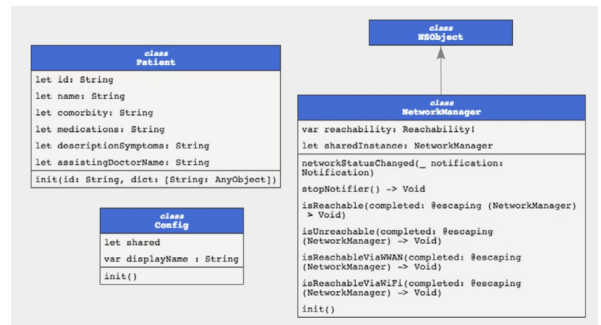 class
Patient
let id: String
let name: String
let comorbity: String
let medications: String
let descriptionSymptoms: String
let assistingDoctorName: String
init(id: String, dict: [String: AnyObject])
class
Config
let shared
var displayName : String
init()
class
NSObject
class
NetworkManager
var reachability: Reachability!
let sharedInstance: NetworkManager
networkStatusChanged(_ notification:
Notification)
stopNotifier() -> Void
isReachable(completed: @escaping (NetworkManager)
> Void)
isUnreachable(completed: @escaping
(NetworkManager) -> Void)
isReachableViaWWAN(completed: @escaping
(NetworkManager) -> Void)
isReachableViaWiFi(completed: @escaping
(NetworkManager) -> Void)
init()